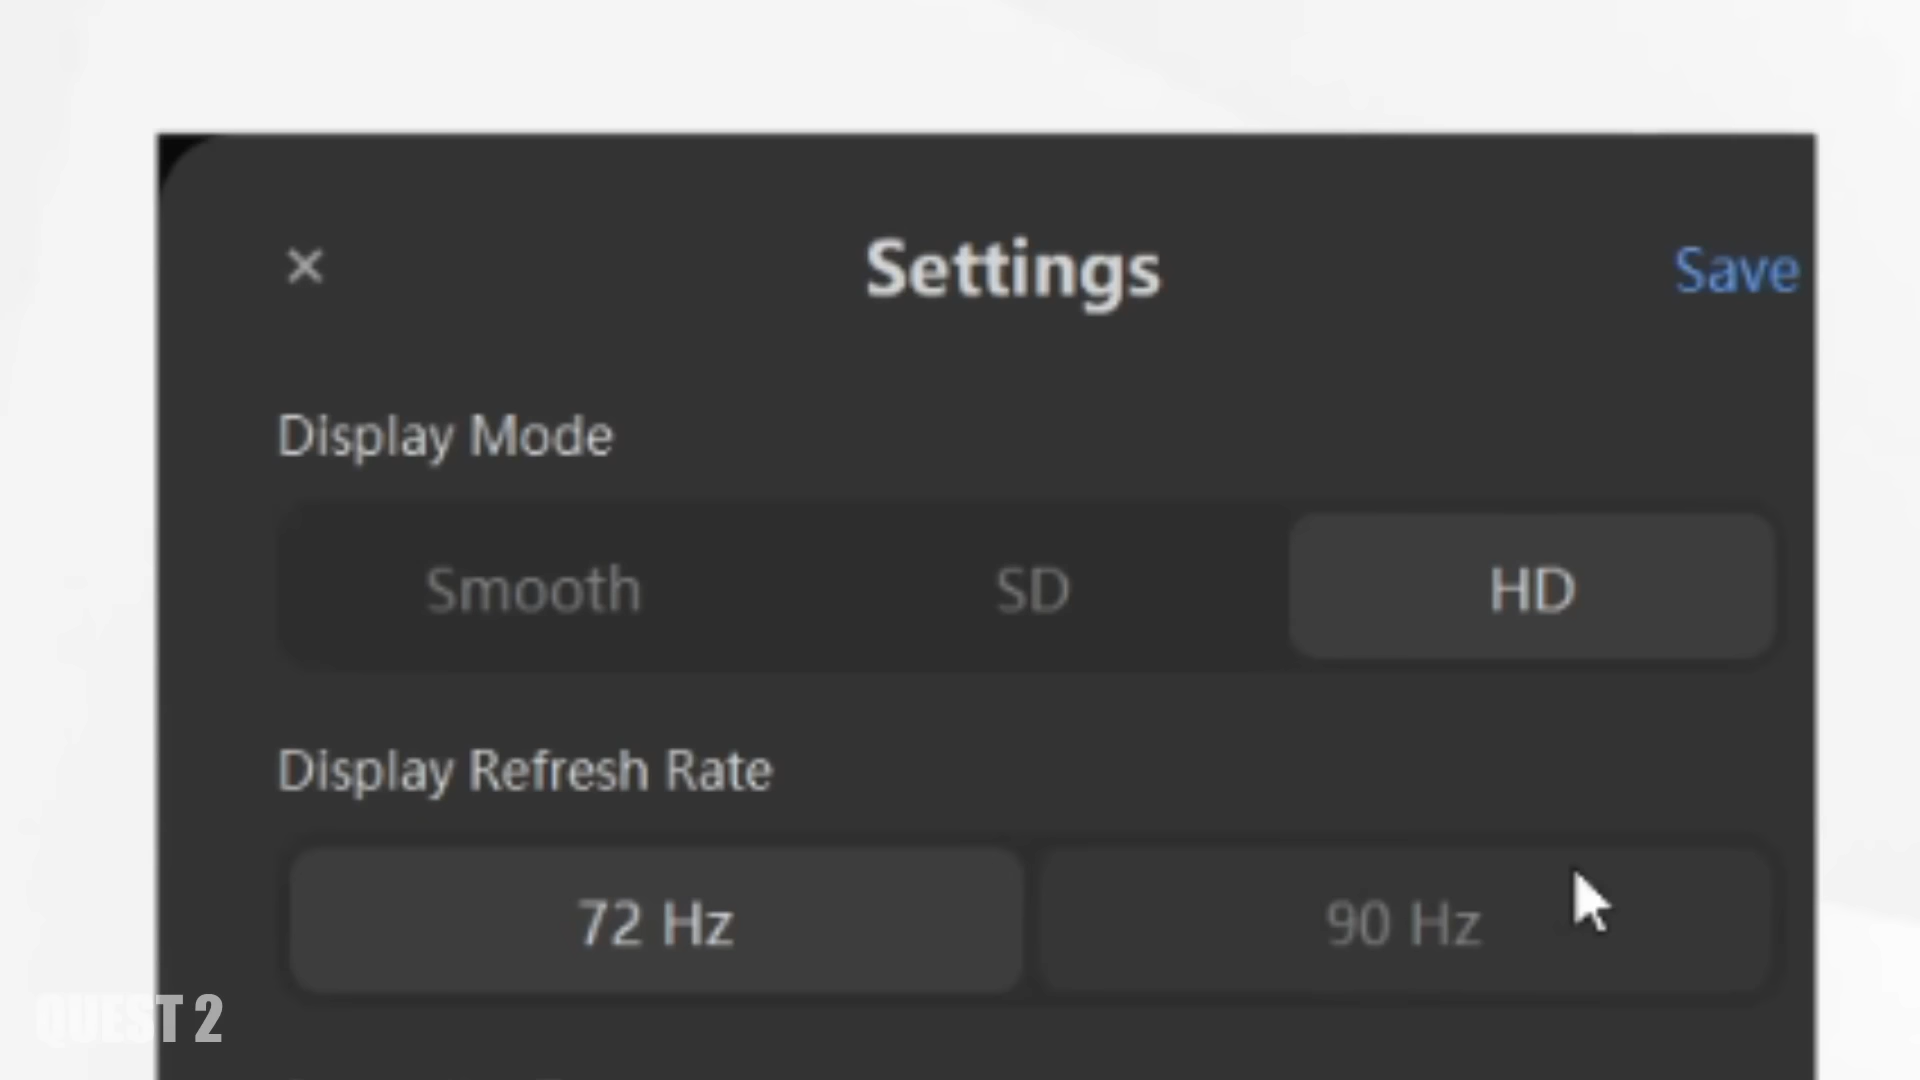 Settings
Save
Display Mode
Smooth SD HD
Display Refresh Rate
72 Hz 90 Hz
QUEST 2